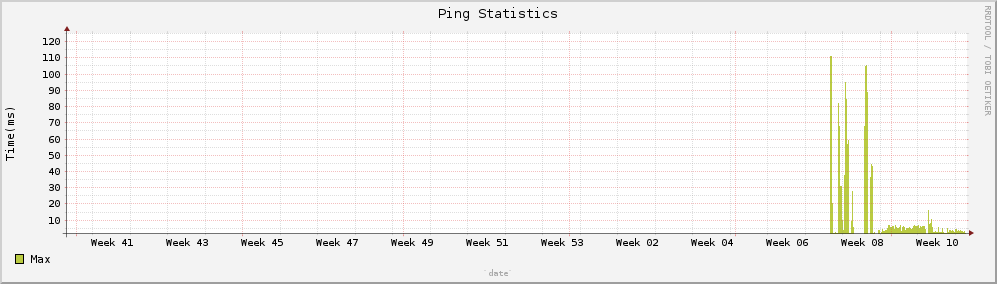 Ping Statistics
RRDTOOL / TOBI OETIKER
Time(ms)
120
110
100
90
80
70
60
50
40
30
20
10
Week 41 Week 43 Week 45 Week 47 Week 49 Week 51 Week 53 Week 02 Week 04 Week 06 Week 08 Week 10
Max
`date`